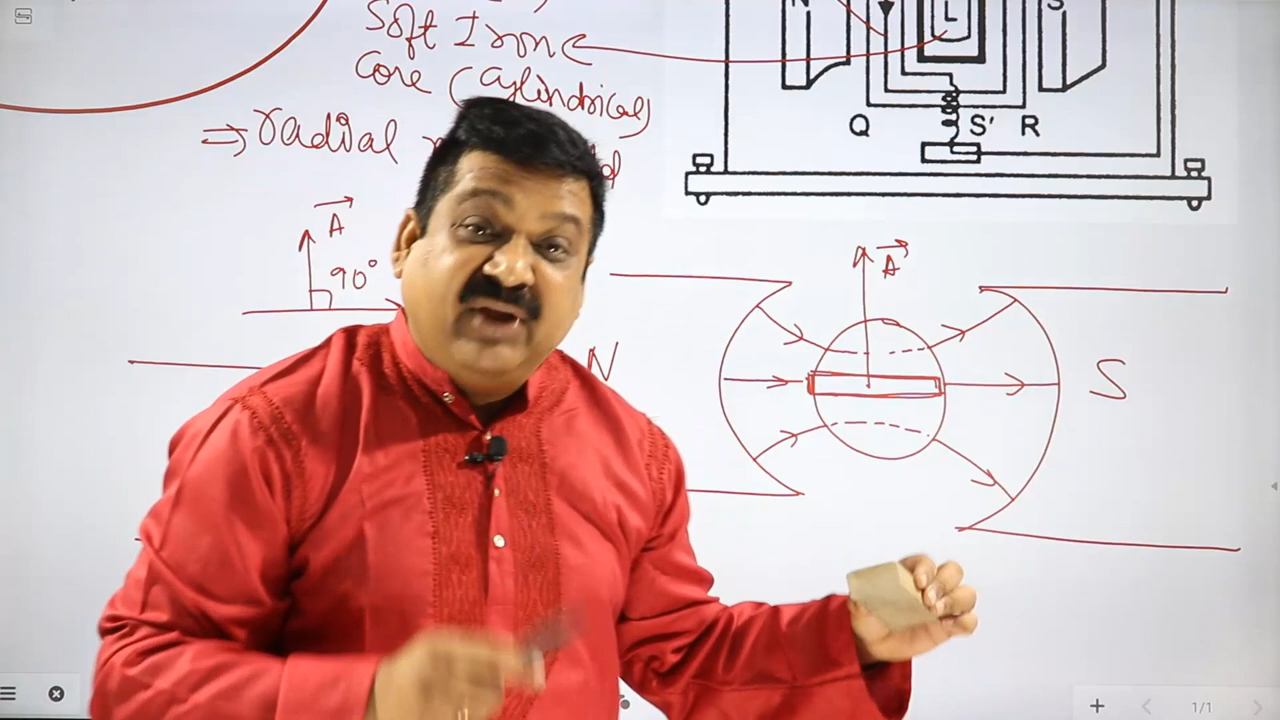 Soft Iron
Core (Cylindrical)
⇒ radial
N
L
S
Q
S'
R
A
90°
A
N
S
1/1